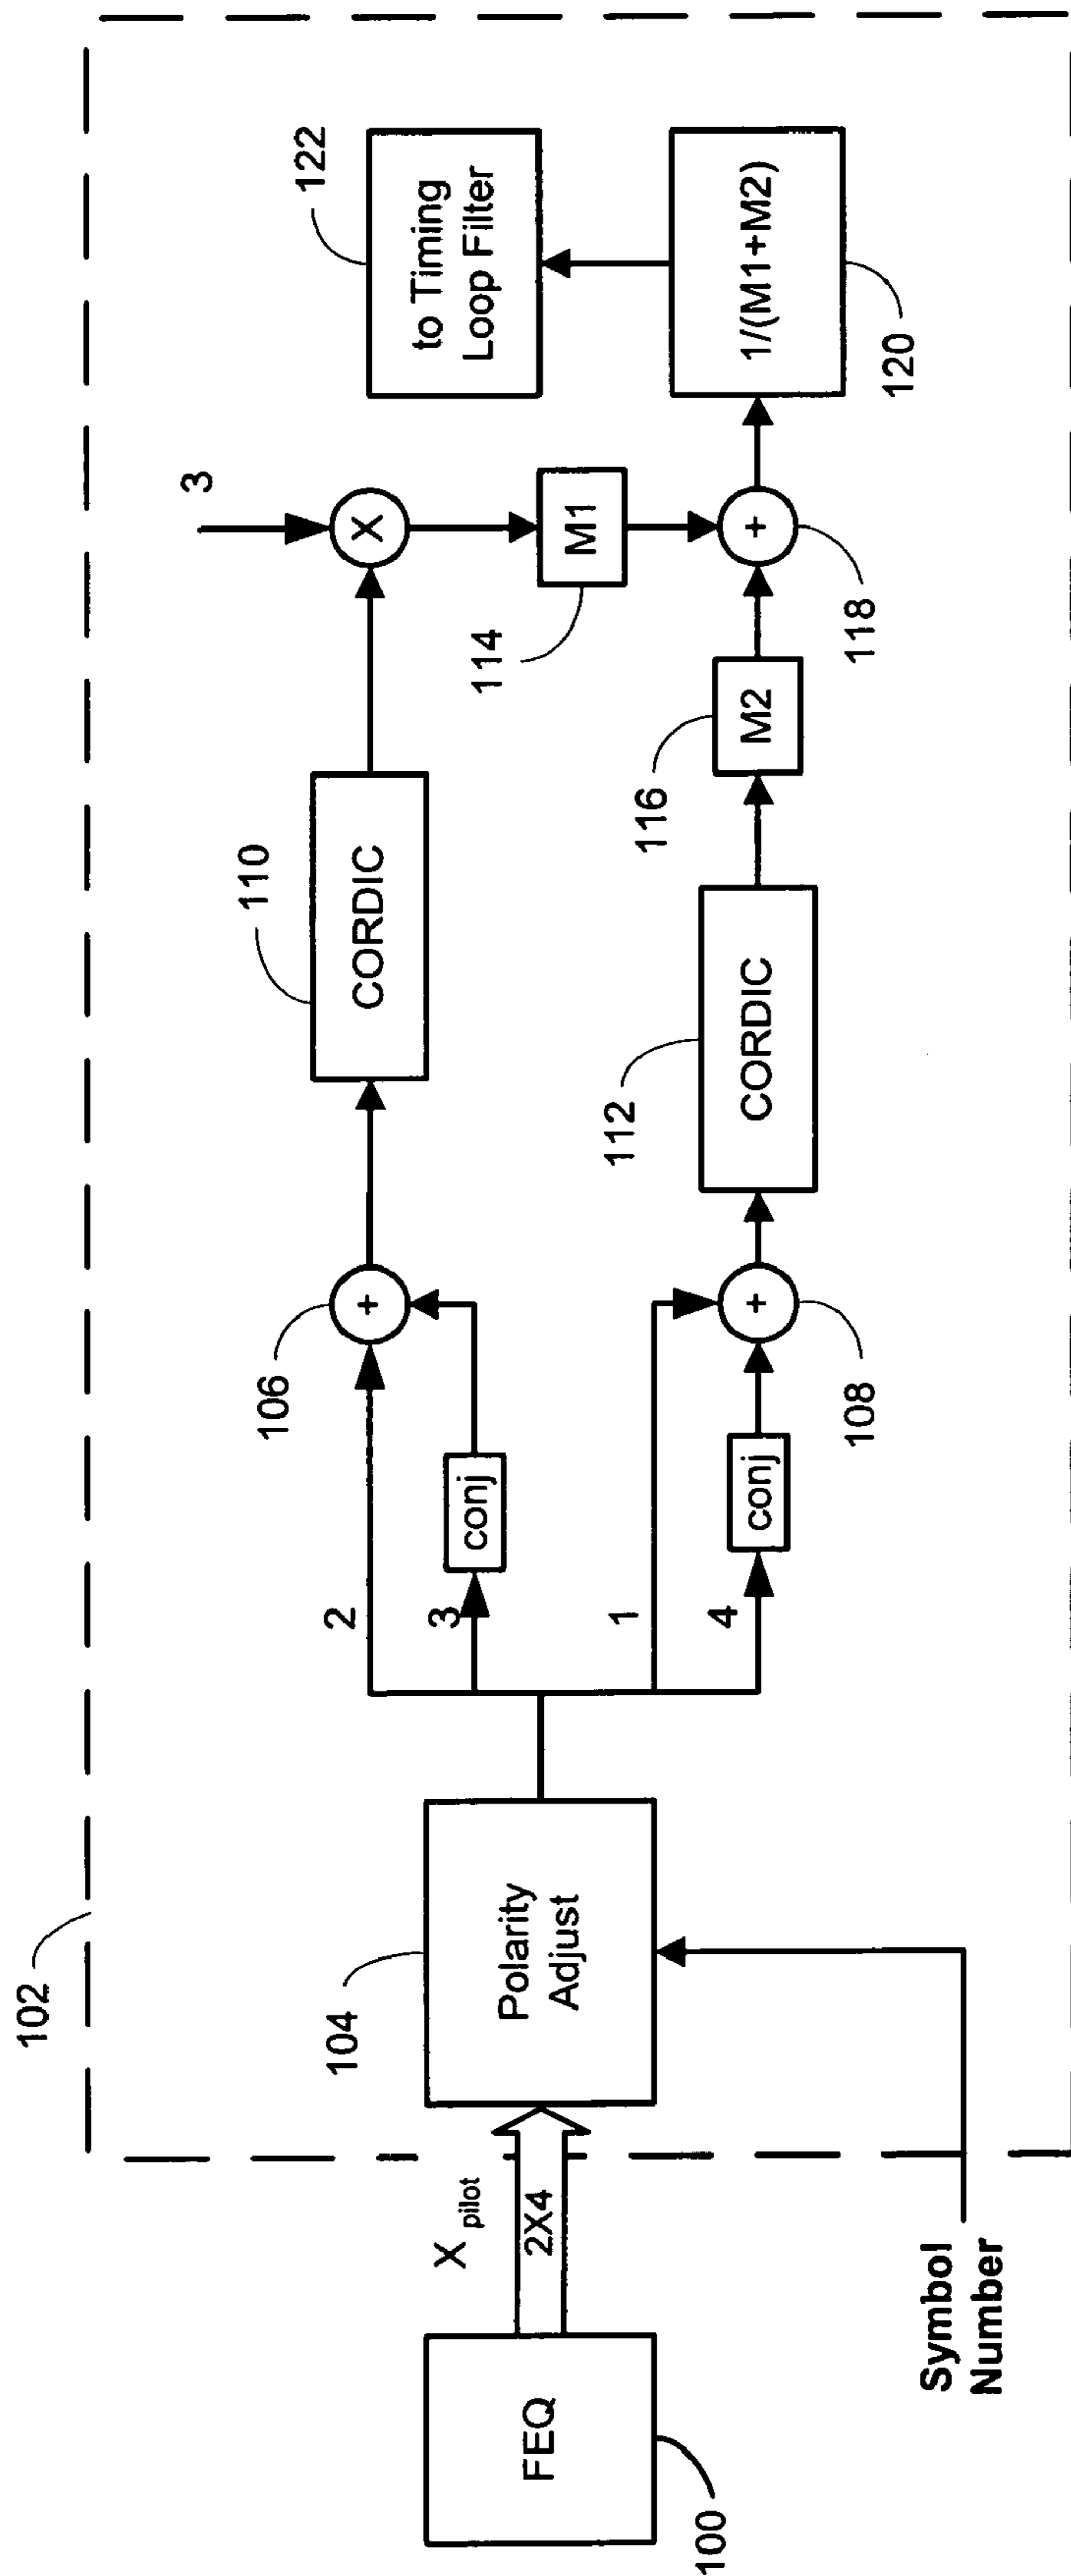 102
FEQ
100
X pilot
2X4
Symbol
Number
Polarity
Adjust
104
2
3
1
4
conj
conj
+
106
+
108
CORDIC
110
CORDIC
112
3
X
M1
114
M2
116
+
118
1/(M1+M2)
120
to Timing
Loop Filter
122